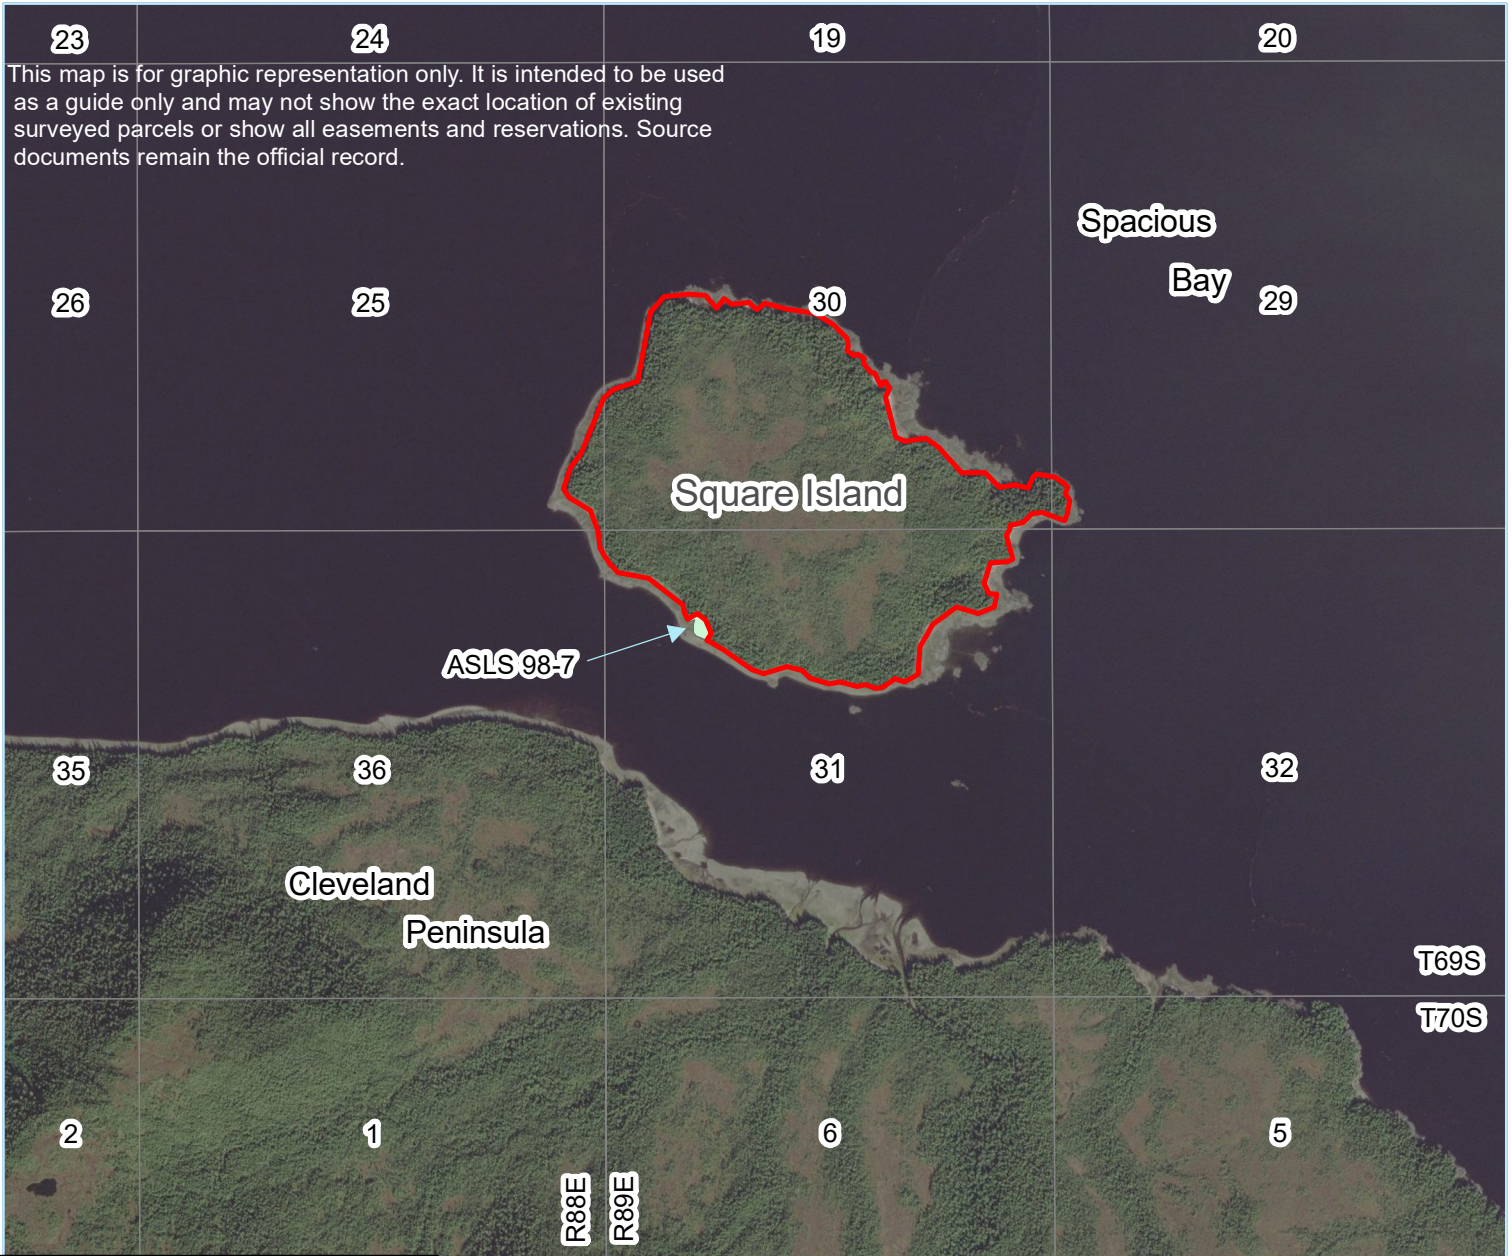 23
24
19
20
This map is for graphic representation only. It is intended to be used
as a guide only and may not show the exact location of existing
surveyed parcels or show all easements and reservations. Source
documents remain the official record.
Spacious
Bay
26
25
30
29
Square Island
ASLS 98-7
35
36
31
32
Cleveland
Peninsula
T69S
T70S
2
1
6
5
R88E
R89E